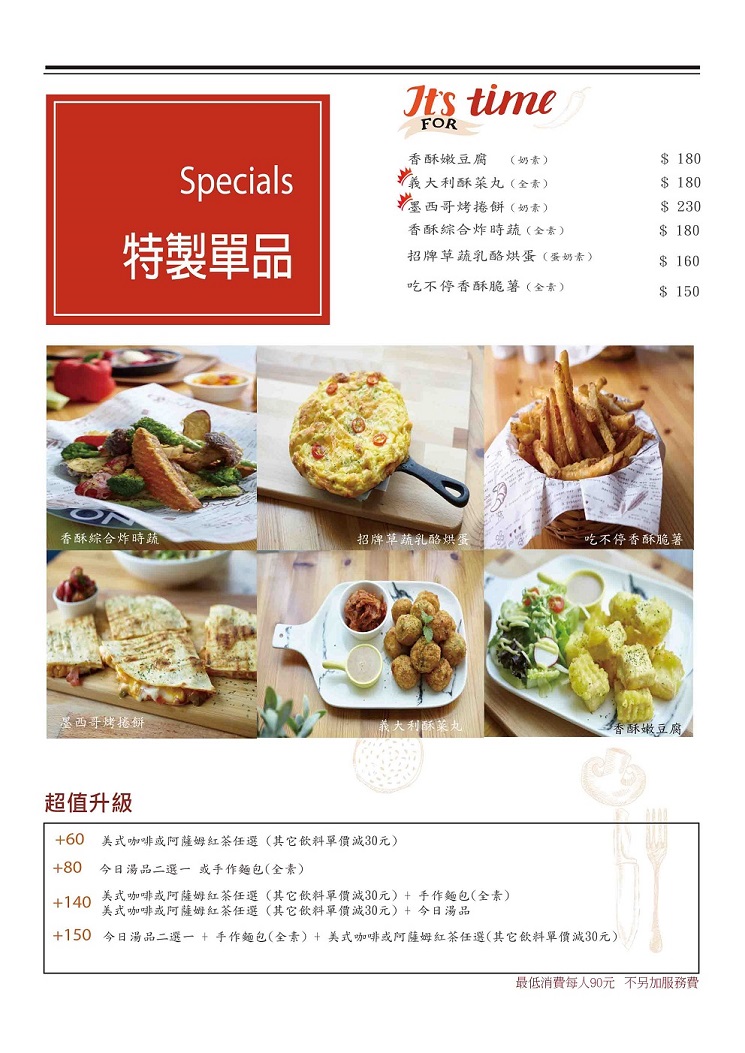 Specials
特製單品
It's time
FOR
香酥嫩豆腐 (奶素) $ 180
義大利酥菜丸 (全素) $ 180
墨西哥烤捲餅 (奶素) $ 230
香酥綜合炸時蔬 (全素) $ 180
招牌草蔬乳酪烘蛋 (蛋奶素) $ 160
吃不停香酥脆薯 (全素) $ 150
香酥綜合炸時蔬
招牌草蔬乳酪烘蛋
吃不停香酥脆薯
墨西哥烤捲餅
義大利酥菜丸
香酥嫩豆腐
超值升級
+60 美式咖啡或阿薩姆紅茶任選 (其它飲料單價減30元)
+80 今日湯品二選一 或手作麵包(全素)
+140 美式咖啡或阿薩姆紅茶任選 (其它飲料單價減30元) + 手作麵包(全素)
美式咖啡或阿薩姆紅茶任選 (其它飲料單價減30元) + 今日湯品
+150 今日湯品二選一 + 手作麵包(全素) + 美式咖啡或阿薩姆紅茶任選(其它飲料單價減30元)
最低消費每人90元 不另加服務費